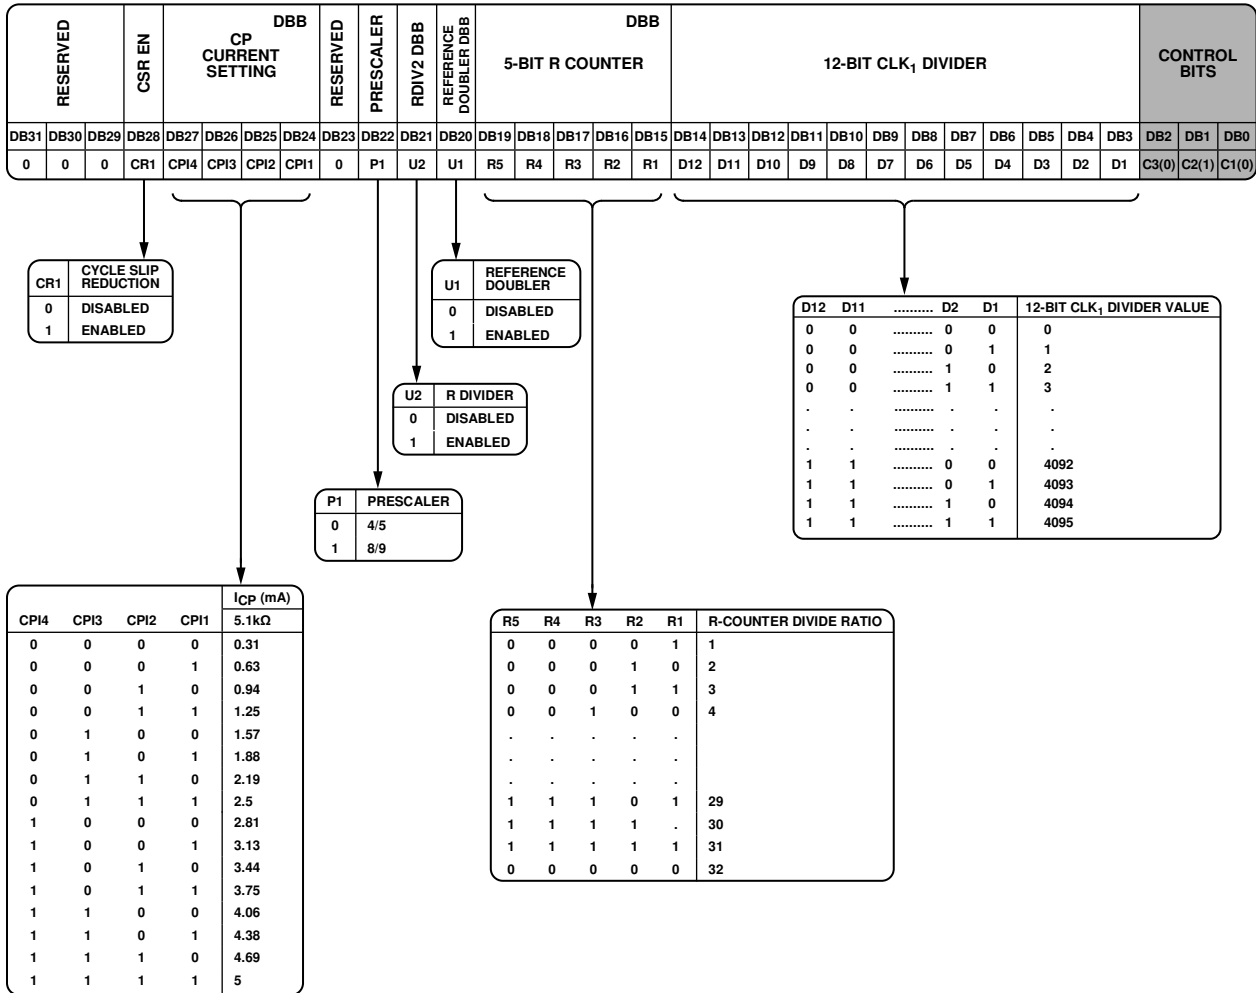 RESERVED
CSR EN
DBB
CP
CURRENT
SETTING
RESERVED
PRESCALER
RDIV2 DBB
REFERENCE
DOUBLER DBB
DBB
5-BIT R COUNTER
12-BIT CLK1 DIVIDER
CONTROL
BITS
DB31 DB30 DB29 DB28 DB27 DB26 DB25 DB24 DB23 DB22 DB21 DB20 DB19 DB18 DB17 DB16 DB15 DB14 DB13 DB12 DB11 DB10 DB9 DB8 DB7 DB6 DB5 DB4 DB3 DB2 DB1 DB0
0 0 0 CR1 CPI4 CPI3 CPI2 CPI1 0 P1 U2 U1 R5 R4 R3 R2 R1 D12 D11 D10 D9 D8 D7 D6 D5 D4 D3 D2 D1 C3(0) C2(1) C1(0)
CR1 CYCLE SLIP
REDUCTION
0 DISABLED
1 ENABLED
U1 REFERENCE
DOUBLER
0 DISABLED
1 ENABLED
U2 R DIVIDER
0 DISABLED
1 ENABLED
P1 PRESCALER
0 4/5
1 8/9
D12 D11 .......... D2 D1 12-BIT CLK1 DIVIDER VALUE
0 0 .......... 0 0 0
0 0 .......... 0 1 1
0 0 .......... 1 0 2
0 0 .......... 1 1 3
. . .......... . . .
. . .......... . . .
. . .......... . . .
1 1 .......... 0 0 4092
1 1 .......... 0 1 4093
1 1 .......... 1 0 4094
1 1 .......... 1 1 4095
ICP (mA)
CPI4 CPI3 CPI2 CPI1 5.1kΩ
0 0 0 0 0.31
0 0 0 1 0.63
0 0 1 0 0.94
0 0 1 1 1.25
0 1 0 0 1.57
0 1 0 1 1.88
0 1 1 0 2.19
0 1 1 1 2.5
1 0 0 0 2.81
1 0 0 1 3.13
1 0 1 0 3.44
1 0 1 1 3.75
1 1 0 0 4.06
1 1 0 1 4.38
1 1 1 0 4.69
1 1 1 1 5
R5 R4 R3 R2 R1 R-COUNTER DIVIDE RATIO
0 0 0 0 1 1
0 0 0 1 0 2
0 0 0 1 1 3
0 0 1 0 0 4
. . . . .
. . . . .
. . . . .
1 1 1 0 1 29
1 1 1 1 . 30
1 1 1 1 1 31
0 0 0 0 0 32